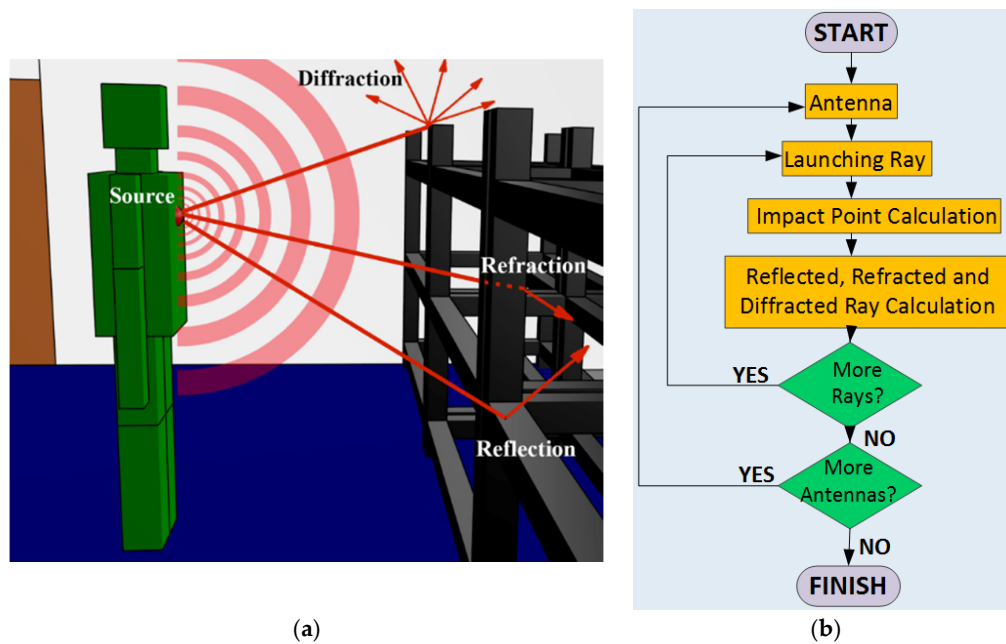 Diffraction
Source
Refraction
Reflection
(a)
START
Antenna
Launching Ray
Impact Point Calculation
Reflected, Refracted and
Diffracted Ray Calculation
More
Rays?
YES
NO
More
Antennas?
YES
NO
FINISH
(b)